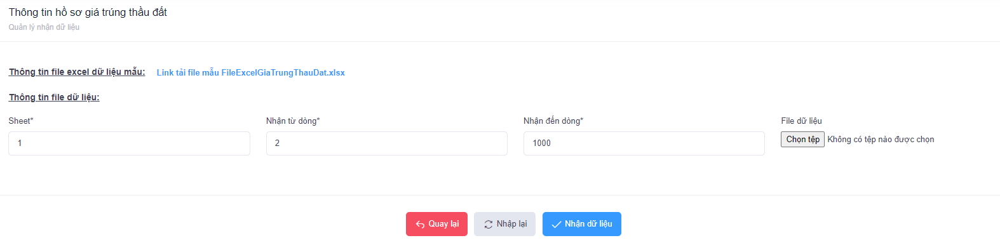 Thông tin hồ sơ giá trúng thầu đất
Quản lý nhận dữ liệu
Thông tin file excel dữ liệu mẫu: Link tải file mẫu FileExcelGiaTrungThauDat.xlsx
Thông tin file dữ liệu:
Sheet* Nhận từ dòng* Nhận đến dòng* File dữ liệu
1 2 1000 Chọn tệp Không có tệp nào được chọn
Quay lại Nhập lại Nhận dữ liệu